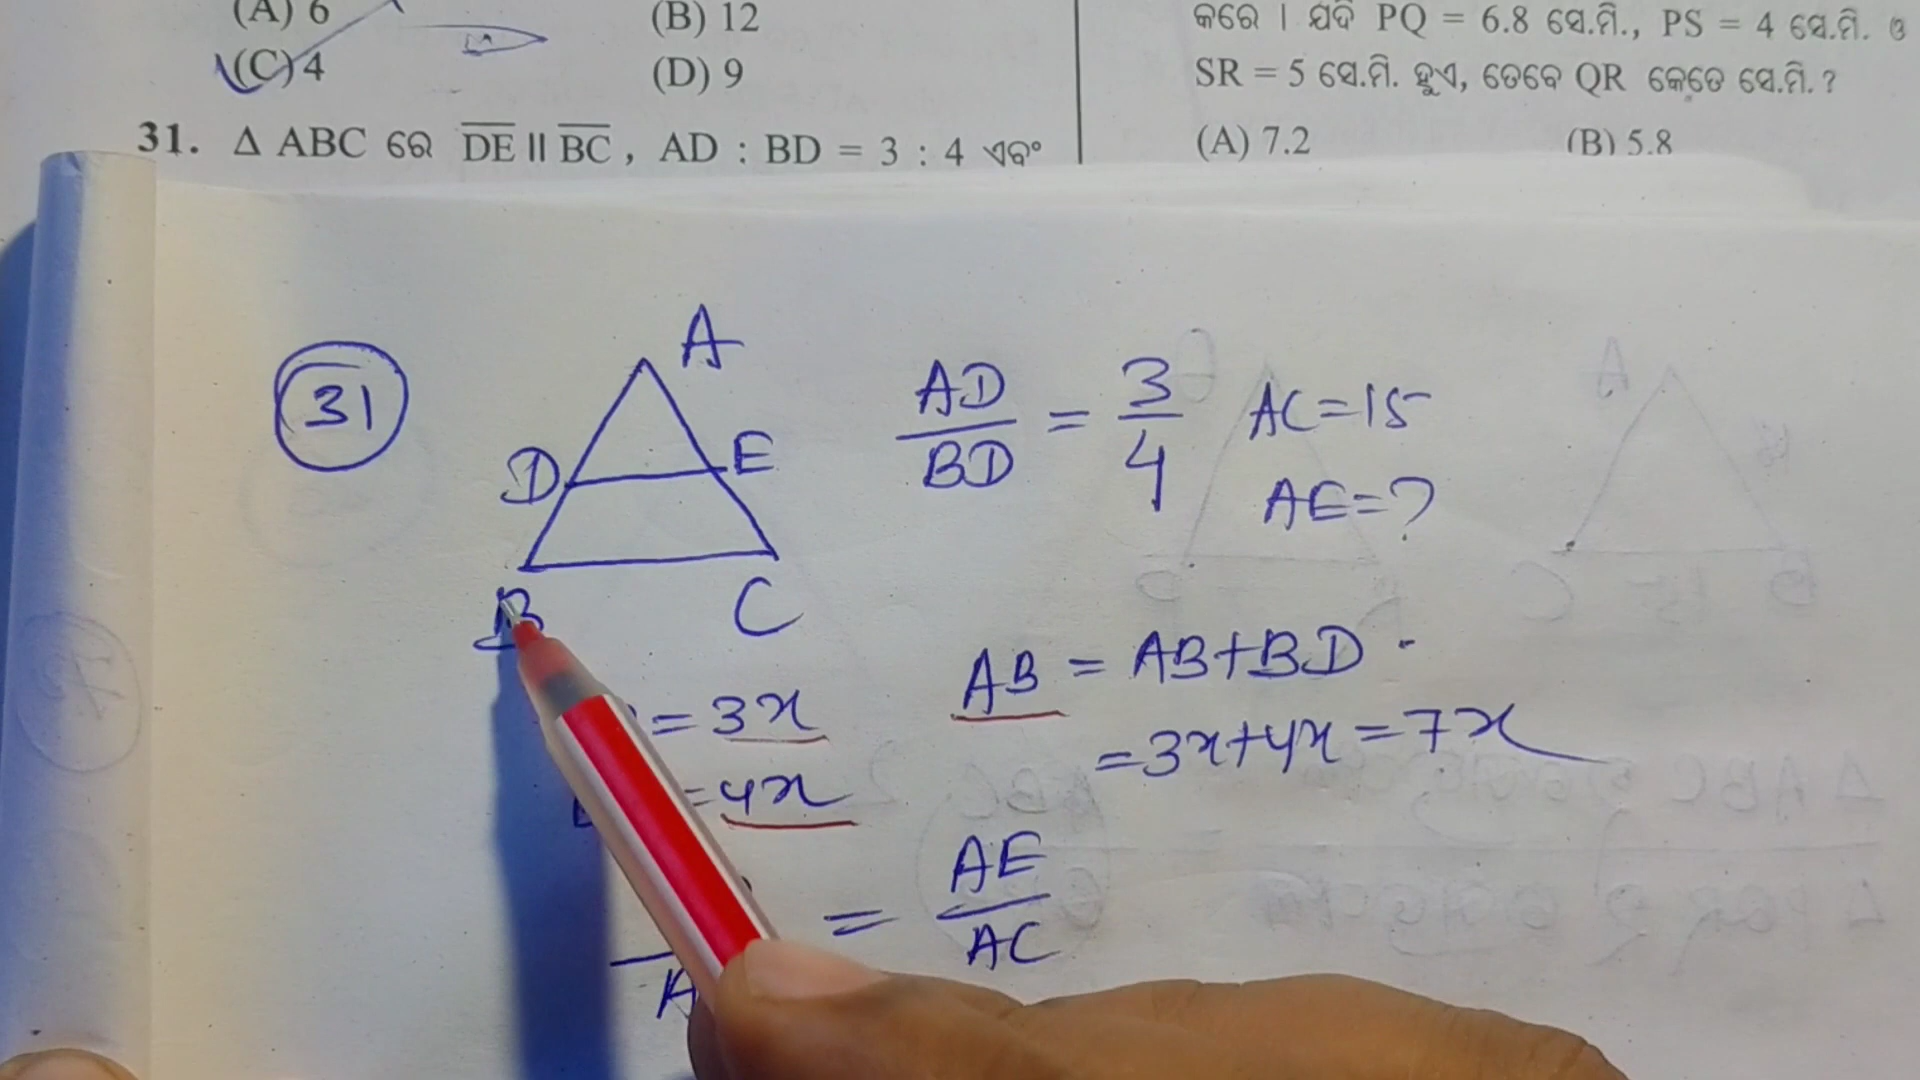 (A) 6
(B) 12
(C) 4
(D) 9
31. Δ ABC ରେ DE || BC , AD : BD = 3 : 4 ଏବଂ
କରେ । ଯଦି PQ = 6.8 ସେ.ମି., PS = 4 ସେ.ମି. ଓ
SR = 5 ସେ.ମି. ହୁଏ, ତେବେ QR କେତେ ସେ.ମି. ?
(A) 7.2
(B) 5.8
31
A
D E
B C
AD/BD = 3/4
AC = 15
AE = ?
= 3x
= 4x
AB = AB + BD
= 3x + 4x = 7x
= AE/AC